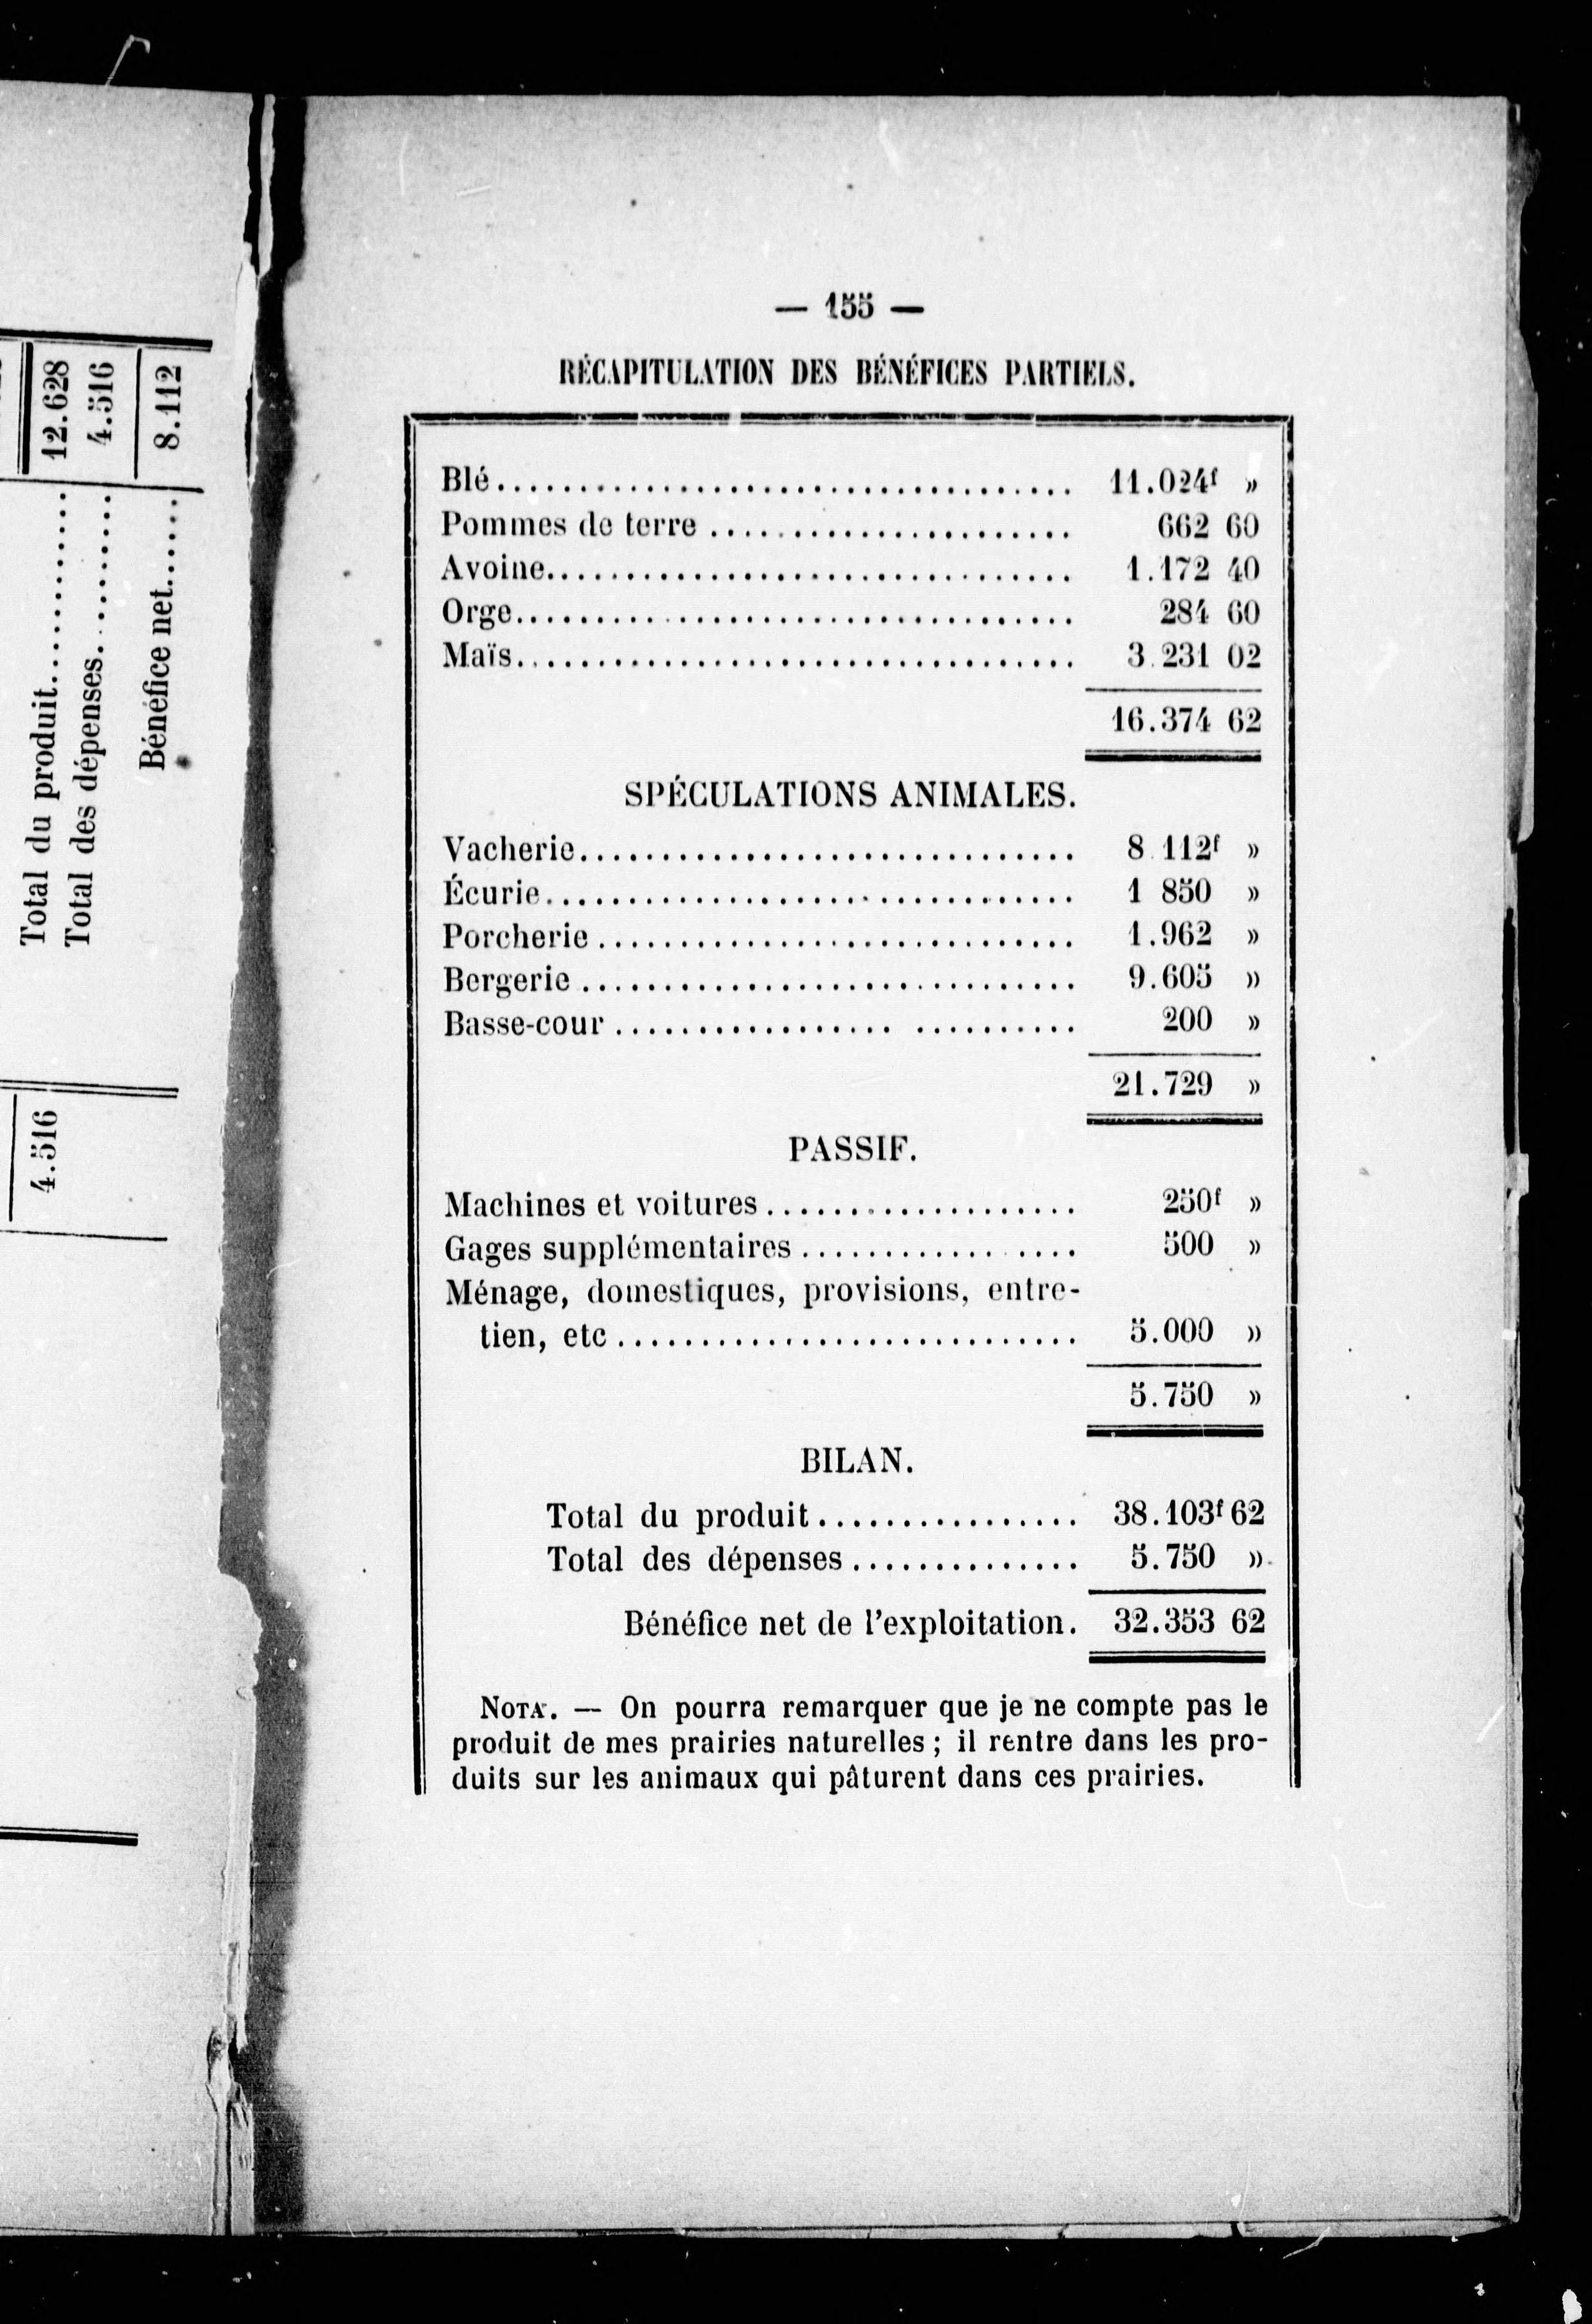 12.628
4.516
8.112
Total du produit............
Total des dépenses..........
Bénéfice net......
4.516
— 155 —
RÉCAPITULATION DES BÉNÉFICES PARTIELS.
Blé................................... 11.024f »
Pommes de terre ...................... 662 60
Avoine................................ 1.172 40
Orge.................................. 284 60
Maïs.................................. 3.231 02
16.374 62
SPÉCULATIONS ANIMALES.
Vacherie.............................. 8 112f »
Écurie................................ 1 850 »
Porcherie ............................. 1.962 »
Bergerie .............................. 9.605 »
Basse-cour ................. .......... 200 »
21.729 »
PASSIF.
Machines et voitures................... 250f »
Gages supplémentaires ................. 500 »
Ménage, domestiques, provisions, entre-
tien, etc ............................ 5.000 »
5.750 »
BILAN.
Total du produit................ 38.103f 62
Total des dépenses.............. 5.750 »
Bénéfice net de l'exploitation. 32.353 62
NOTA. — On pourra remarquer que je ne compte pas le
produit de mes prairies naturelles ; il rentre dans les pro-
duits sur les animaux qui pâturent dans ces prairies.